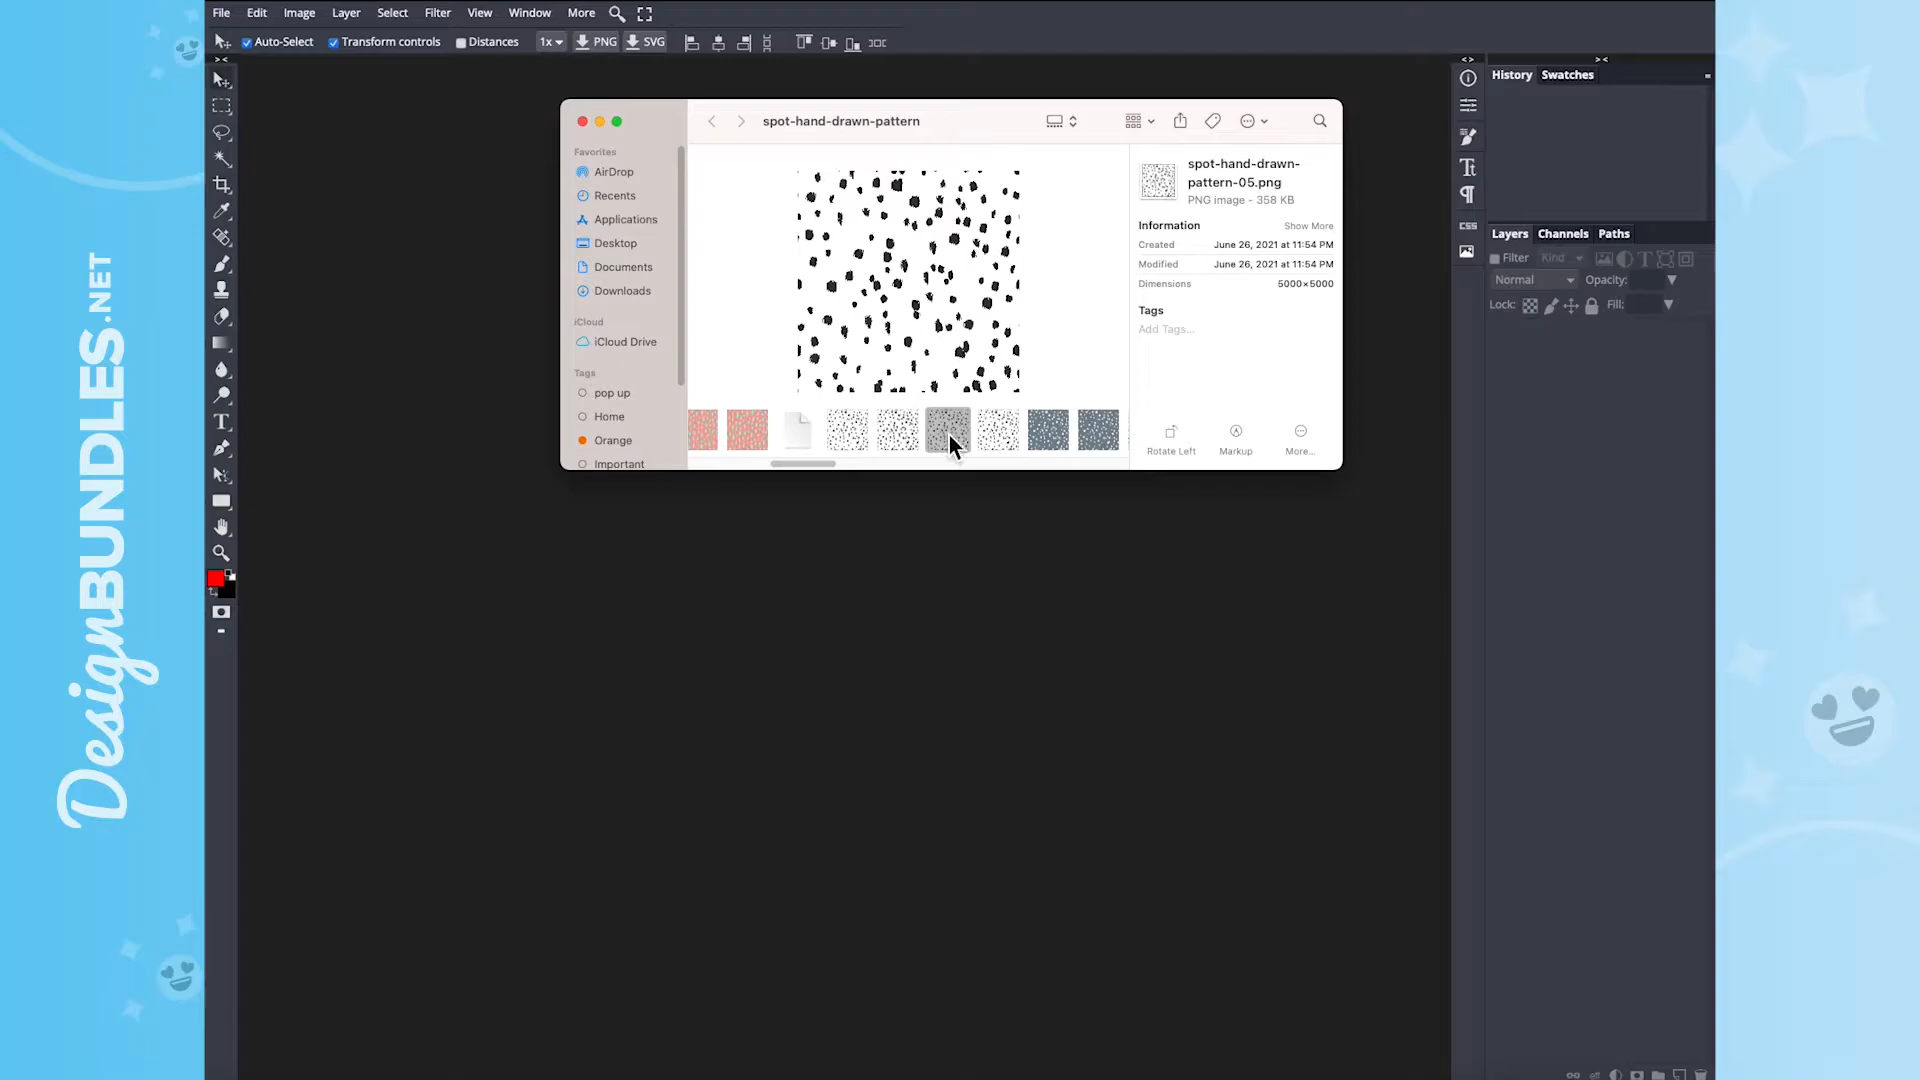 File Edit Image Layer Select Filter View Window More
Auto-Select Transform controls Distances 1x PNG SVG
History Swatches
spot-hand-drawn-pattern
Favorites
AirDrop
Recents
Applications
Desktop
Documents
Downloads
iCloud
iCloud Drive
Tags
pop up
Home
Orange
Important
spot-hand-drawn-
pattern-05.png
PNG image - 358 KB
Information Show More
Created June 26, 2021 at 11:54 PM
Modified June 26, 2021 at 11:54 PM
Dimensions 5000×5000
Tags
Add Tags...
Rotate Left Markup More...
CSS
Layers Channels Paths
Filter Kind
Normal Opacity:
Lock: Fill:
DesignBUNDLES.NET